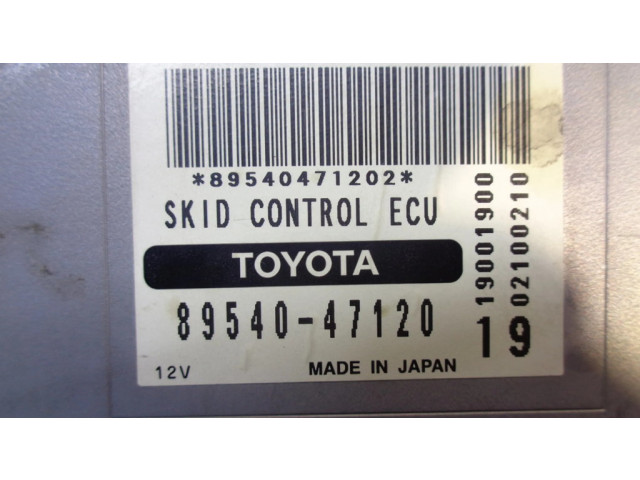 *89540471202*
SKID CONTROL ECU
TOYOTA
89540-47120
12V
MADE IN JAPAN
19001900
02100210
19